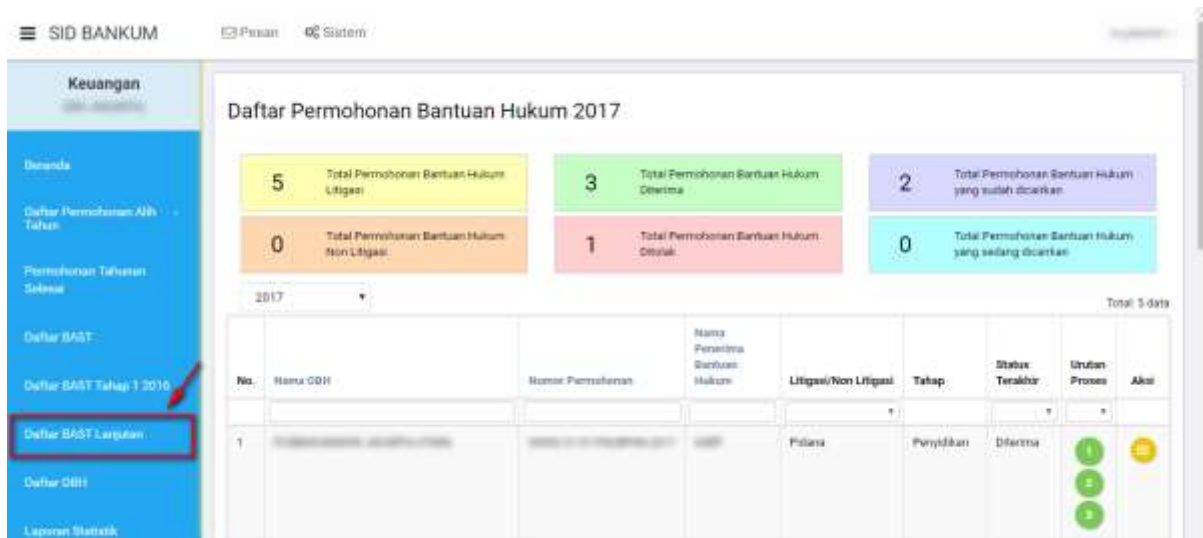 SID BANKUM
Pesan
Sistem
Keuangan
Daftar Permohonan Bantuan Hukum 2017
Beranda
Daftar Permohonan Alih
Tahun
Permohonan Tahunan
Selesai
Daftar BAST
Daftar BAST Tahap 1 2016
Daftar BAST Lanjutan
Daftar OBH
Laporan Statistik
5
Total Permohonan Bantuan Hukum
Litigasi
3
Total Permohonan Bantuan Hukum
Diterima
2
Total Permohonan Bantuan Hukum
yang sudah dicairkan
0
Total Permohonan Bantuan Hukum
Non Litigasi
1
Total Permohonan Bantuan Hukum
Ditolak
0
Total Permohonan Bantuan Hukum
yang sedang dicairkan
2017
Total: 5 data
No.
Nama OBH
Nomor Permohonan
Nama
Penerima
Bantuan
Hukum
Litigasi/Non Litigasi
Tahap
Status
Terakhir
Urutan
Proses
Aksi
1
Pidana
Penyidikan
Diterima
1
2
3